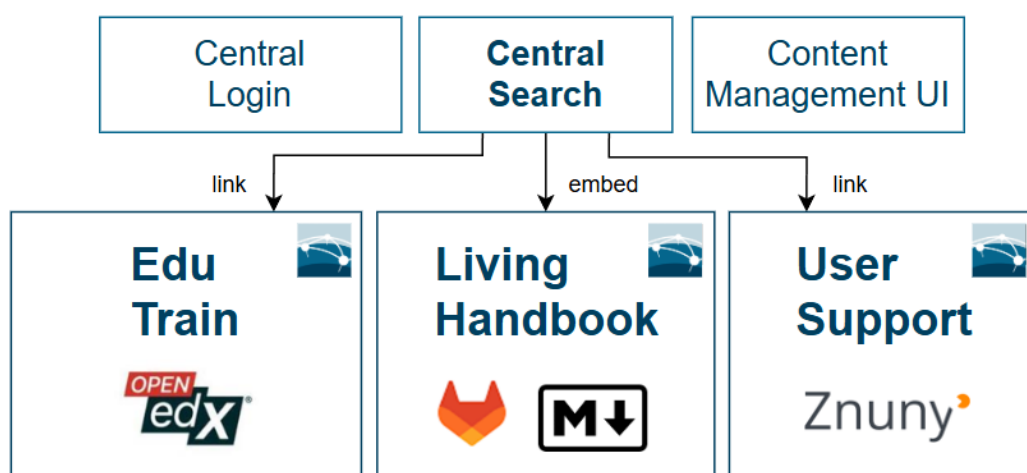 Central
Login
Central
Search
Content
Management UI
link
embed
link
Edu
Train
Living
Handbook
User
Support
OPEN
edX®
M
Znuny